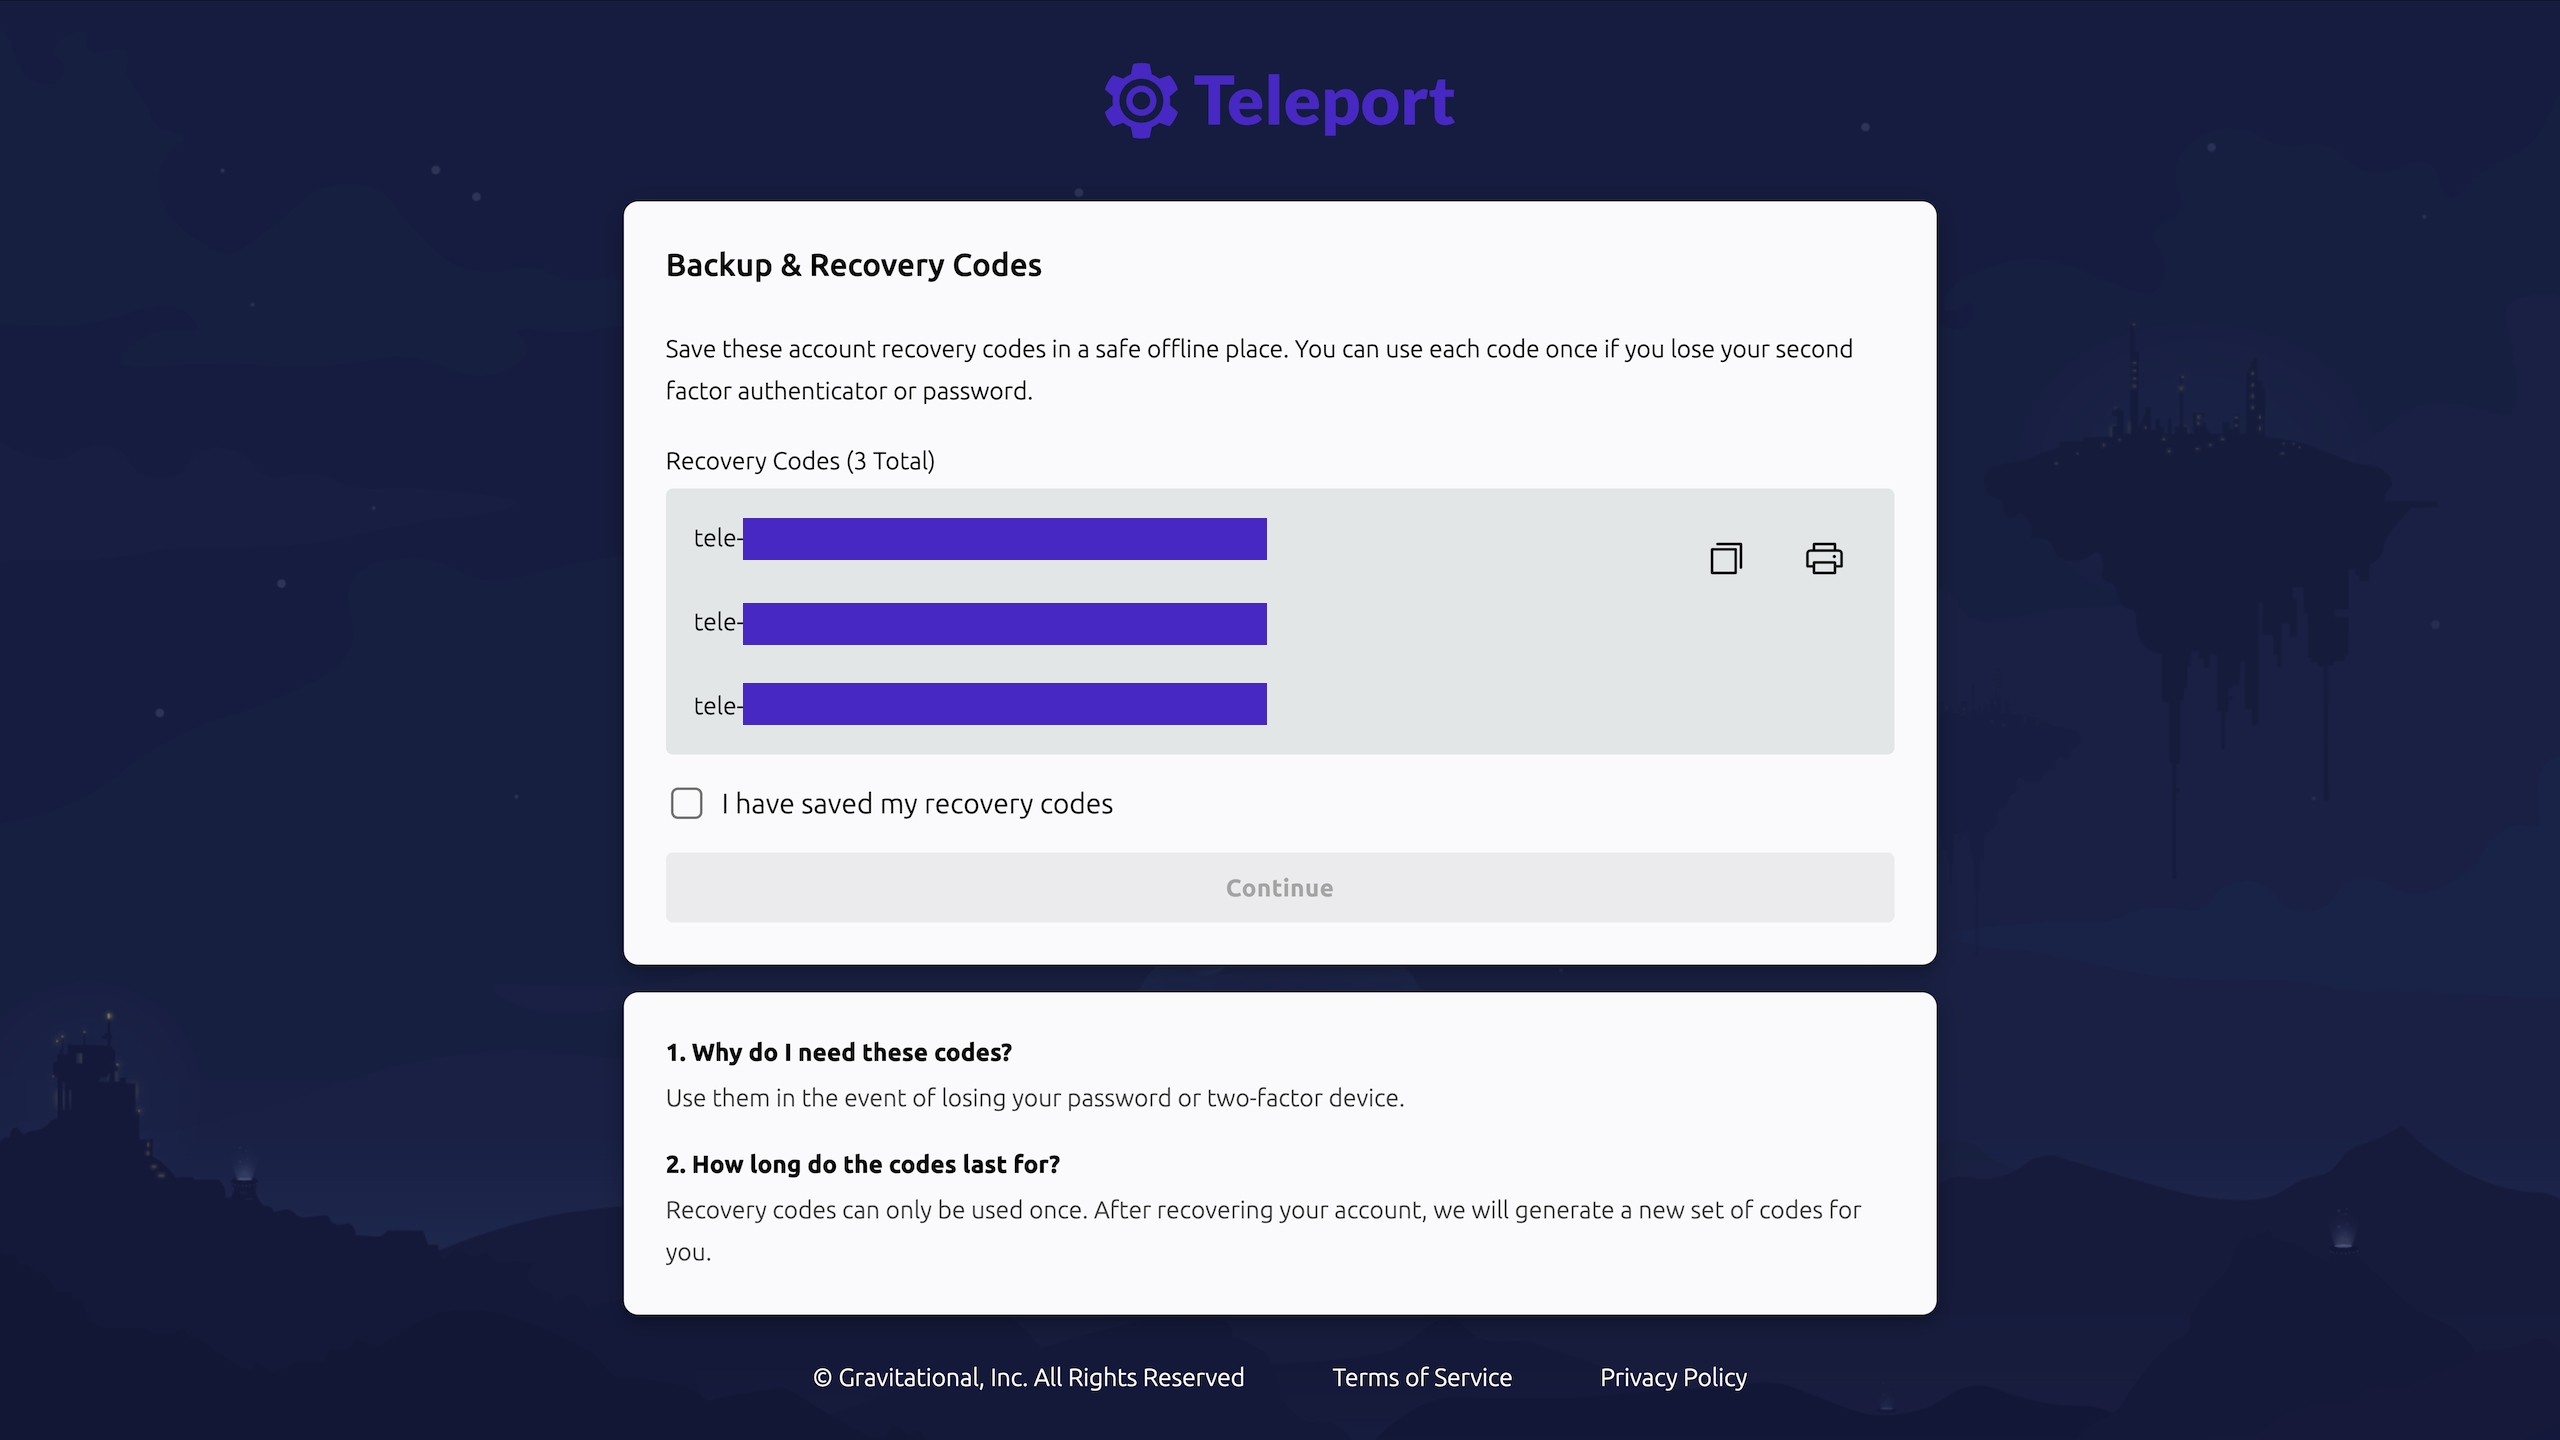 Teleport
Backup & Recovery Codes
Save these account recovery codes in a safe offline place. You can use each code once if you lose your second
factor authenticator or password.
Recovery Codes (3 Total)
tele-
tele-
tele-
I have saved my recovery codes
Continue
1. Why do I need these codes?
Use them in the event of losing your password or two-factor device.
2. How long do the codes last for?
Recovery codes can only be used once. After recovering your account, we will generate a new set of codes for
you.
© Gravitational, Inc. All Rights Reserved Terms of Service Privacy Policy